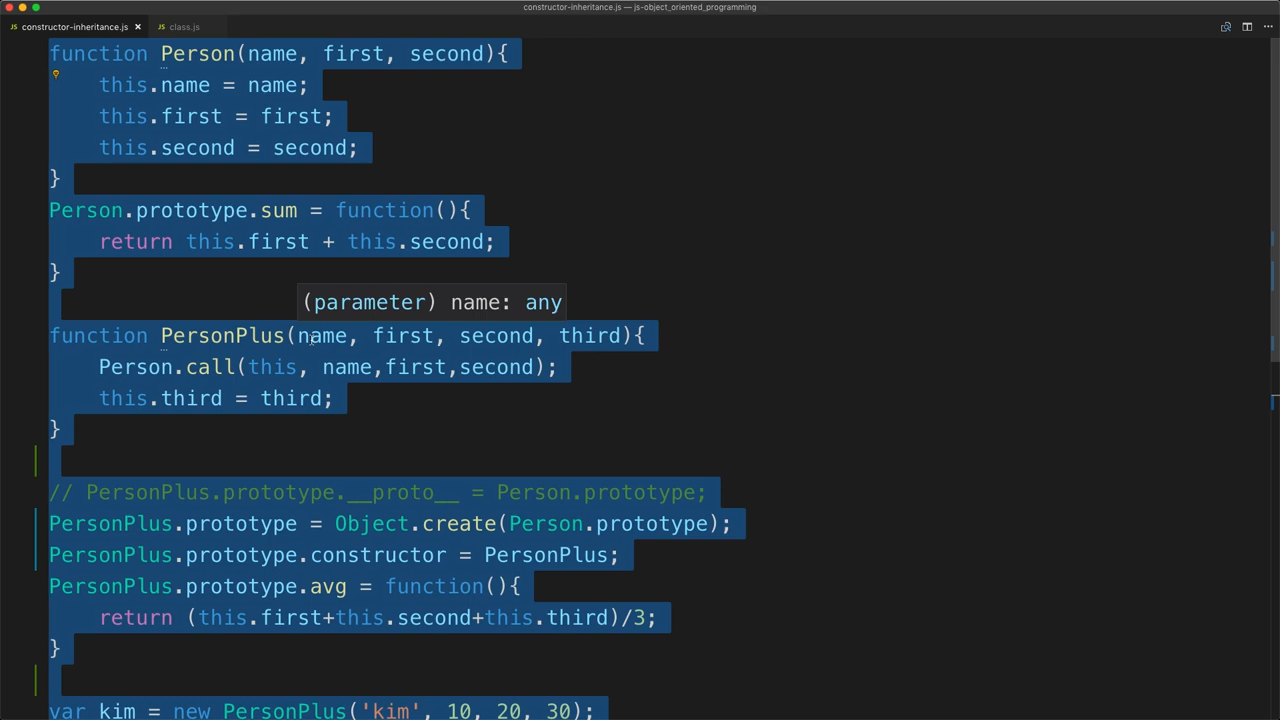 constructor-inheritance.js — js-object_oriented_programming
JS constructor-inheritance.js × JS class.js
function Person(name, first, second){
    this.name = name;
    this.first = first;
    this.second = second;
}
Person.prototype.sum = function(){
    return this.first + this.second;
}
(parameter) name: any
function PersonPlus(name, first, second, third){
    Person.call(this, name,first,second);
    this.third = third;
}
// PersonPlus.prototype.__proto__ = Person.prototype;
PersonPlus.prototype = Object.create(Person.prototype);
PersonPlus.prototype.constructor = PersonPlus;
PersonPlus.prototype.avg = function(){
    return (this.first+this.second+this.third)/3;
}
var kim = new PersonPlus('kim', 10, 20, 30);